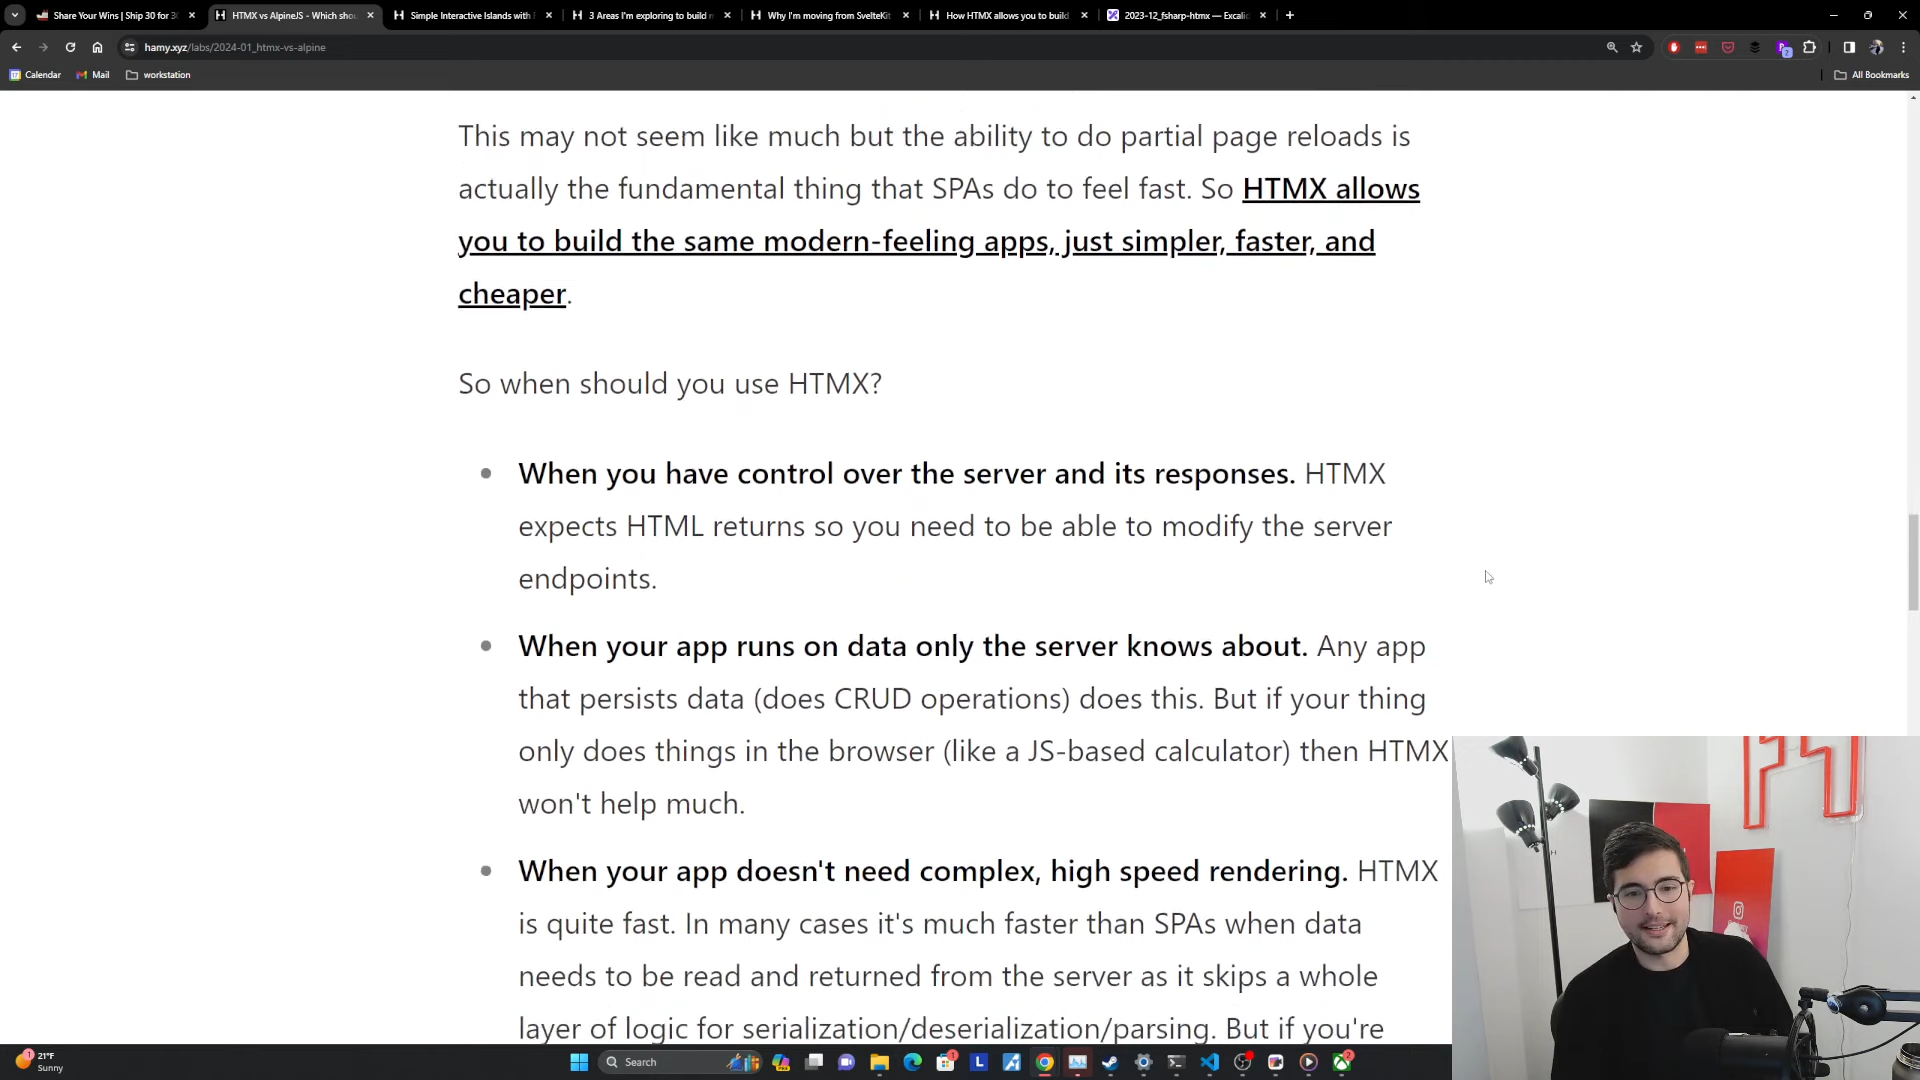 Share Your Wins | Ship 30 for 30
HTMX vs AlpineJS - Which shou
Simple Interactive Islands with F
3 Areas I'm exploring to build m
Why I'm moving from SvelteKit
How HTMX allows you to build
2023-12_fsharp-htmx — Excalid
hamy.xyz/labs/2024-01_htmx-vs-alpine
Calendar
Mail
workstation
All Bookmarks
This may not seem like much but the ability to do partial page reloads is
actually the fundamental thing that SPAs do to feel fast. So HTMX allows
you to build the same modern-feeling apps, just simpler, faster, and
cheaper.
So when should you use HTMX?
When you have control over the server and its responses. HTMX
expects HTML returns so you need to be able to modify the server
endpoints.
When your app runs on data only the server knows about. Any app
that persists data (does CRUD operations) does this. But if your thing
only does things in the browser (like a JS-based calculator) then HTMX
won't help much.
When your app doesn't need complex, high speed rendering. HTMX
is quite fast. In many cases it's much faster than SPAs when data
needs to be read and returned from the server as it skips a whole
layer of logic for serialization/deserialization/parsing. But if you're
21°F
Sunny
Search